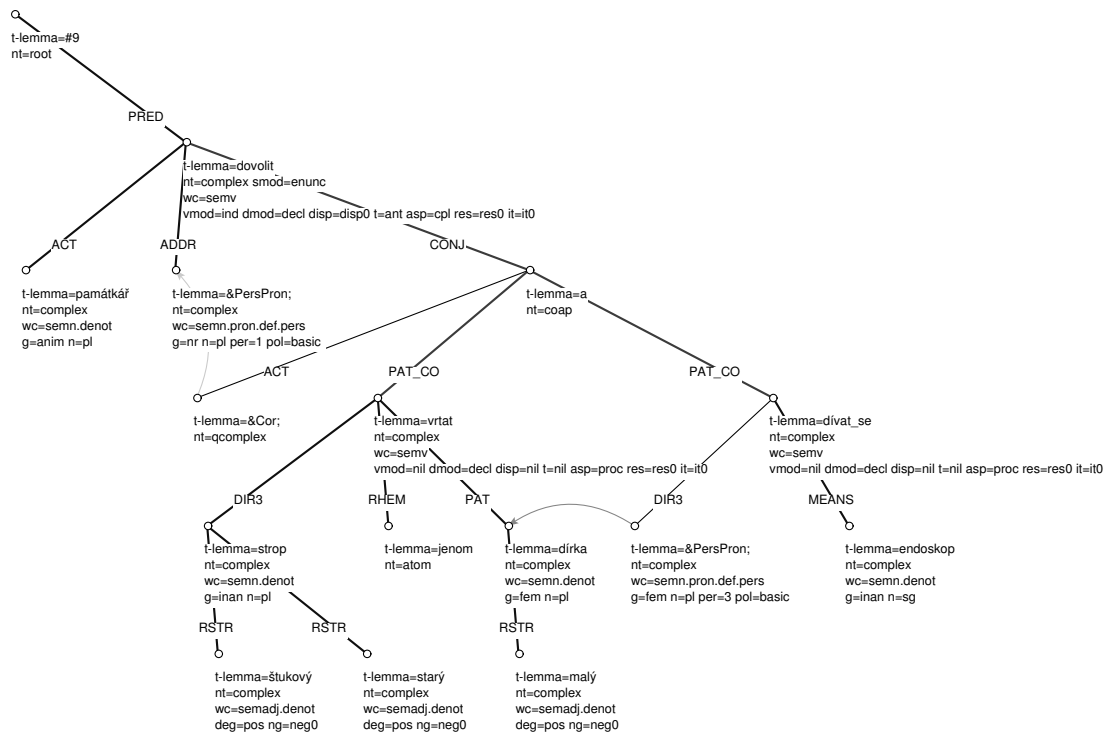 t-lemma=#9
nt=root
PRED
t-lemma=dovolit
nt=complex smod=enunc
wc=semv
vmod=ind dmod=decl disp=disp0 t=ant asp=cpl res=res0 it=it0
ACT
ADDR
CONJ
t-lemma=památkář
nt=complex
wc=semn.denot
g=anim n=pl
t-lemma=&PersPron;
nt=complex
wc=semn.pron.def.pers
g=nr n=pl per=1 pol=basic
t-lemma=a
nt=coap
ACT
PAT_CO
PAT_CO
t-lemma=&Cor;
nt=qcomplex
t-lemma=vrtat
nt=complex
wc=semv
vmod=nil dmod=decl disp=nil t=nil asp=proc res=res0 it=it0
t-lemma=dívat_se
nt=complex
wc=semv
vmod=nil dmod=decl disp=nil t=nil asp=proc res=res0 it=it0
DIR3
RHEM
PAT
DIR3
MEANS
t-lemma=strop
nt=complex
wc=semn.denot
g=inan n=pl
t-lemma=jenom
nt=atom
t-lemma=dírka
nt=complex
wc=semn.denot
g=fem n=pl
t-lemma=&PersPron;
nt=complex
wc=semn.pron.def.pers
g=fem n=pl per=3 pol=basic
t-lemma=endoskop
nt=complex
wc=semn.denot
g=inan n=sg
RSTR
RSTR
RSTR
t-lemma=štukový
nt=complex
wc=semadj.denot
deg=pos ng=neg0
t-lemma=starý
nt=complex
wc=semadj.denot
deg=pos ng=neg0
t-lemma=malý
nt=complex
wc=semadj.denot
deg=pos ng=neg0